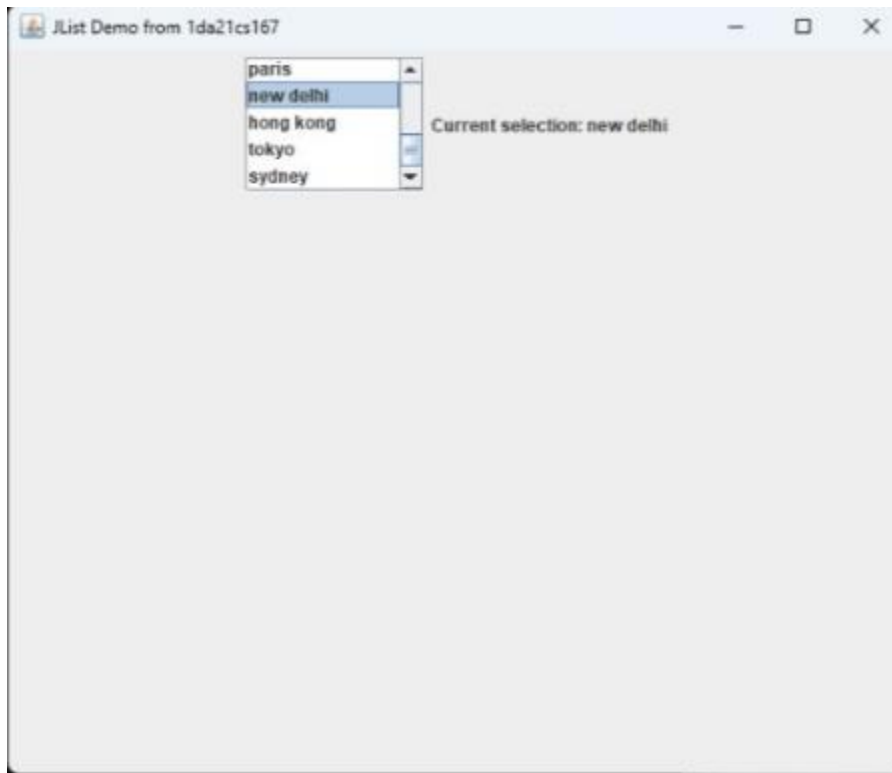 JList Demo from 1da21cs167
paris
new delhi
hong kong
tokyo
sydney
Current selection: new delhi